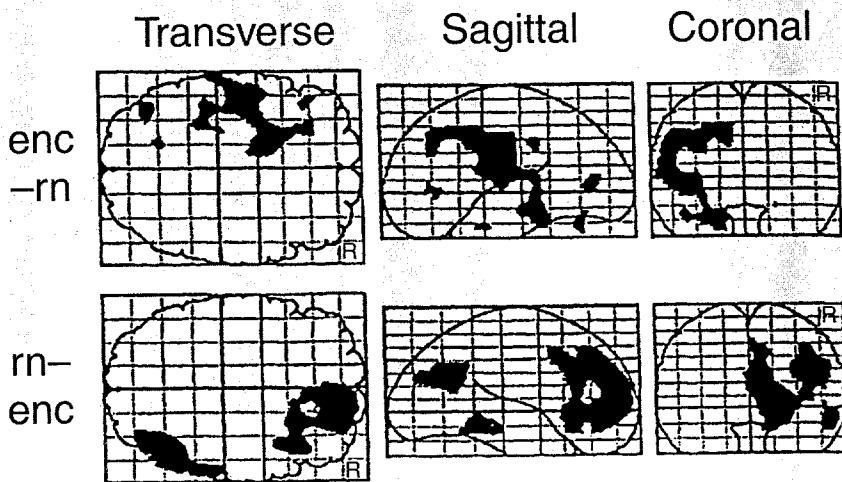 Transverse Sagittal Coronal
enc
–rn
R
R
rn–
enc
R
R